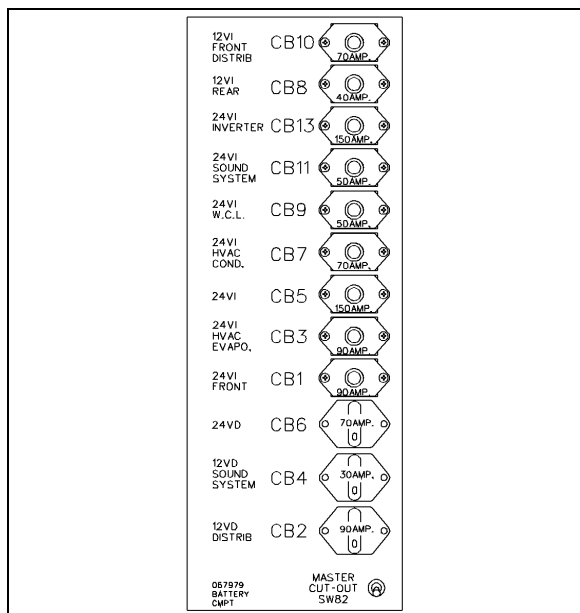 12VI
FRONT
DISTRIB
CB10
70AMP.
12VI
REAR
CB8
40AMP.
24VI
INVERTER
CB13
150AMP.
24VI
SOUND
SYSTEM
CB11
50AMP.
24VI
W.C.L.
CB9
50AMP.
24VI
HVAC
COND.
CB7
70AMP.
24VI
CB5
150AMP.
24VI
HVAC
EVAPO.
CB3
90AMP.
24VI
FRONT
CB1
90AMP.
24VD
CB6
70AMP.
12VD
SOUND
SYSTEM
CB4
30AMP.
12VD
DISTRIB
CB2
90AMP.
067979
BATTERY
CMPT
MASTER
CUT-OUT
SW82